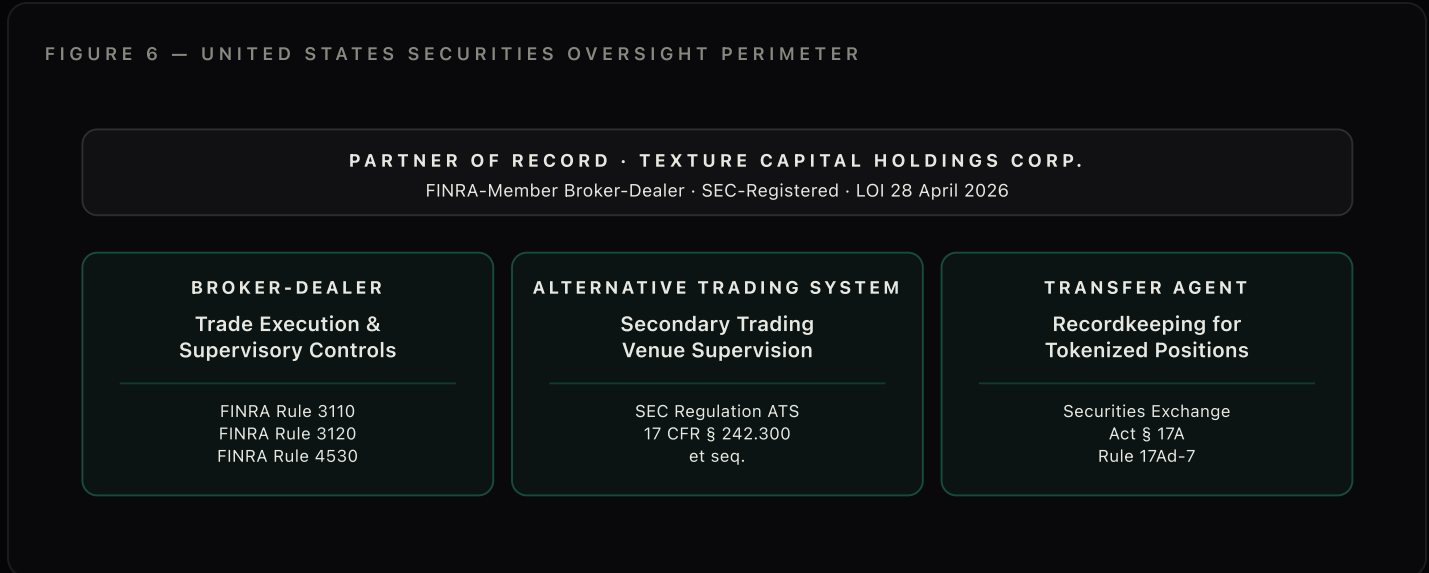 FIGURE 6 — UNITED STATES SECURITIES OVERSIGHT PERIMETER
PARTNER OF RECORD · TEXTURE CAPITAL HOLDINGS CORP.
FINRA-Member Broker-Dealer · SEC-Registered · LOI 28 April 2026
BROKER-DEALER
Trade Execution &
Supervisory Controls
FINRA Rule 3110
FINRA Rule 3120
FINRA Rule 4530
ALTERNATIVE TRADING SYSTEM
Secondary Trading
Venue Supervision
SEC Regulation ATS
17 CFR § 242.300
et seq.
TRANSFER AGENT
Recordkeeping for
Tokenized Positions
Securities Exchange
Act § 17A
Rule 17Ad-7